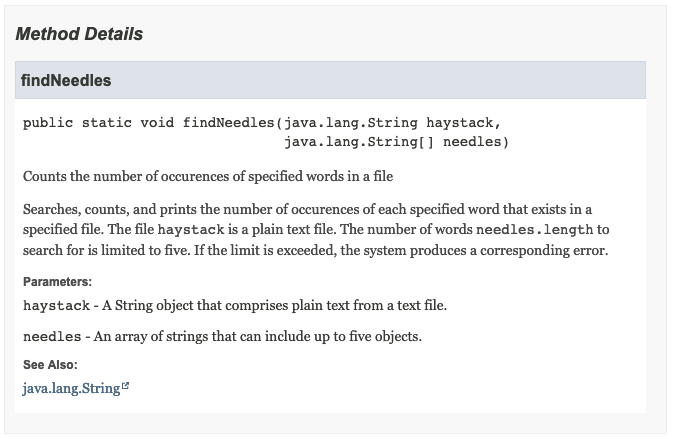 Method Details
findNeedles
public static void findNeedles(java.lang.String haystack,
java.lang.String[] needles)
Counts the number of occurences of specified words in a file
Searches, counts, and prints the number of occurences of each specified word that exists in a
specified file. The file haystack is a plain text file. The number of words needles.length to
search for is limited to five. If the limit is exceeded, the system produces a corresponding error.
Parameters:
haystack - A String object that comprises plain text from a text file.
needles - An array of strings that can include up to five objects.
See Also:
java.lang.String